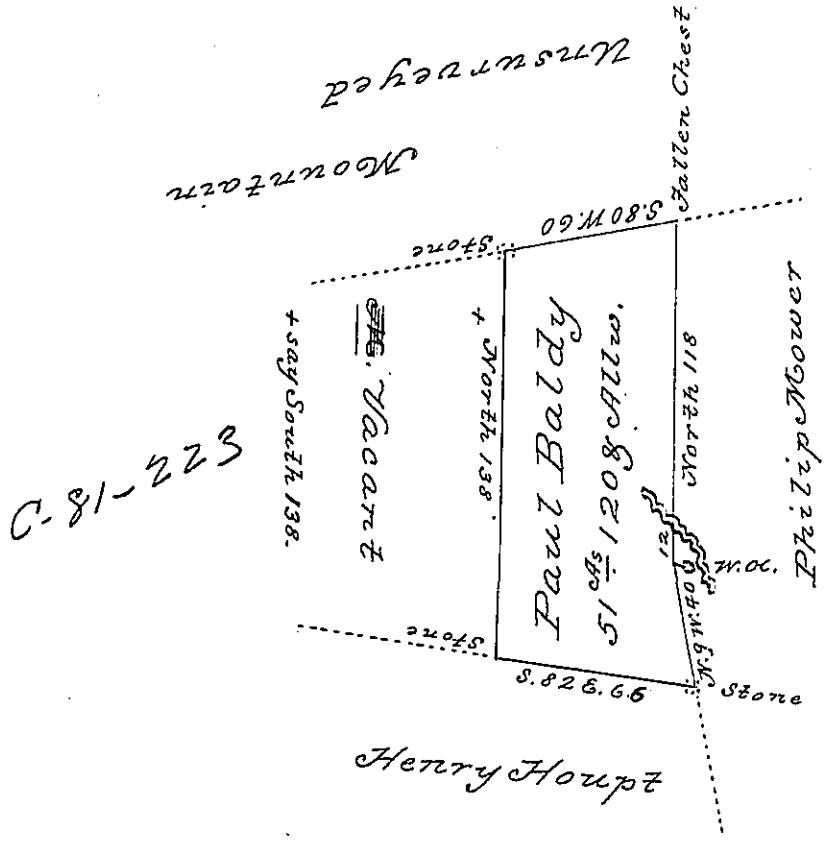 Unsurveyed
Mountain
Fallen Chest
S.80W.60
Stone
+ say South 138.
Vacant
+ North 138
Paul Baldy
51 As 120 & Allw.
North 118
Philip Mower
C-81-223
12
W.Oc.
N.9W.40
Stone
Stone
S.82E.66
Henry Houpt